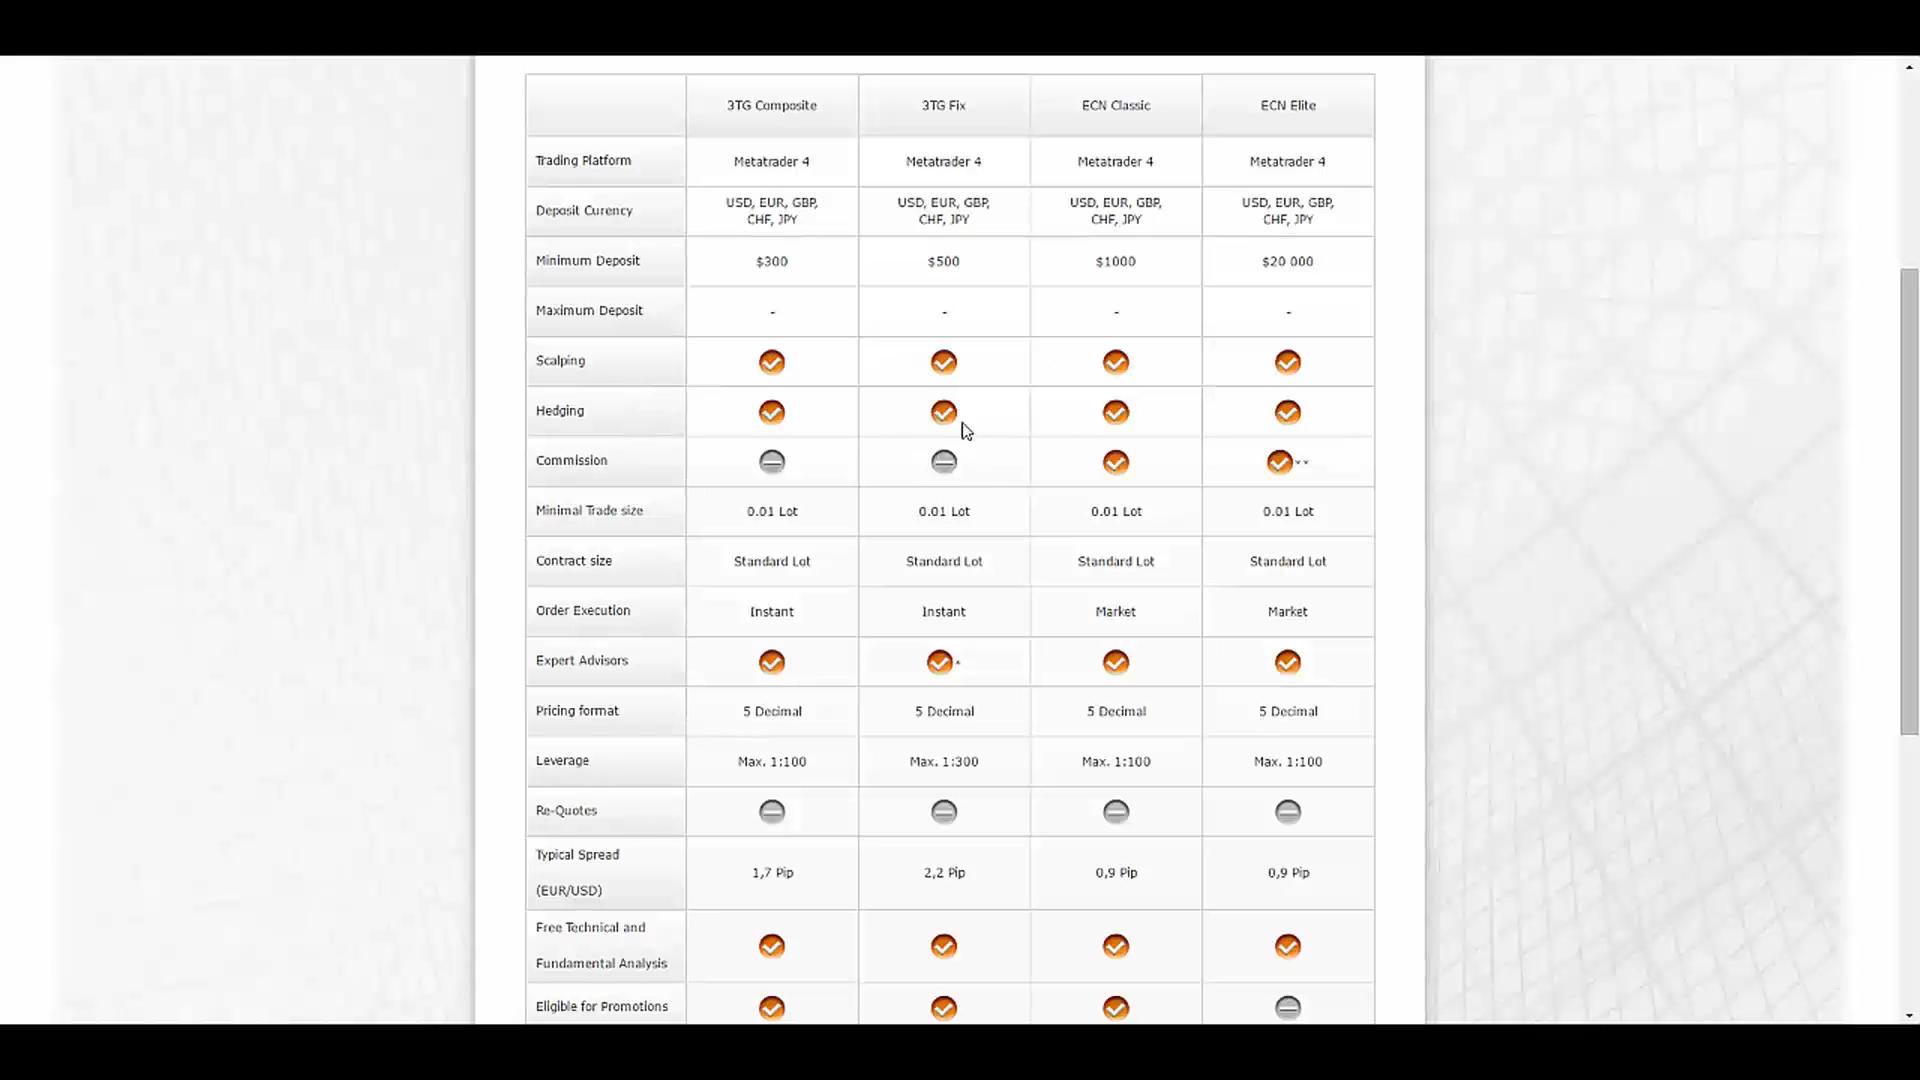 3TG Composite 3TG Fix ECN Classic ECN Elite
Trading Platform Metatrader 4 Metatrader 4 Metatrader 4 Metatrader 4
Deposit Curency USD, EUR, GBP, CHF, JPY USD, EUR, GBP, CHF, JPY USD, EUR, GBP, CHF, JPY USD, EUR, GBP, CHF, JPY
Minimum Deposit $300 $500 $1000 $20 000
Maximum Deposit - - - -
Scalping
Hedging
Commission **
Minimal Trade size 0.01 Lot 0.01 Lot 0.01 Lot 0.01 Lot
Contract size Standard Lot Standard Lot Standard Lot Standard Lot
Order Execution Instant Instant Market Market
Expert Advisors *
Pricing format 5 Decimal 5 Decimal 5 Decimal 5 Decimal
Leverage Max. 1:100 Max. 1:300 Max. 1:100 Max. 1:100
Re-Quotes
Typical Spread
(EUR/USD) 1,7 Pip 2,2 Pip 0,9 Pip 0,9 Pip
Free Technical and
Fundamental Analysis
Eligible for Promotions